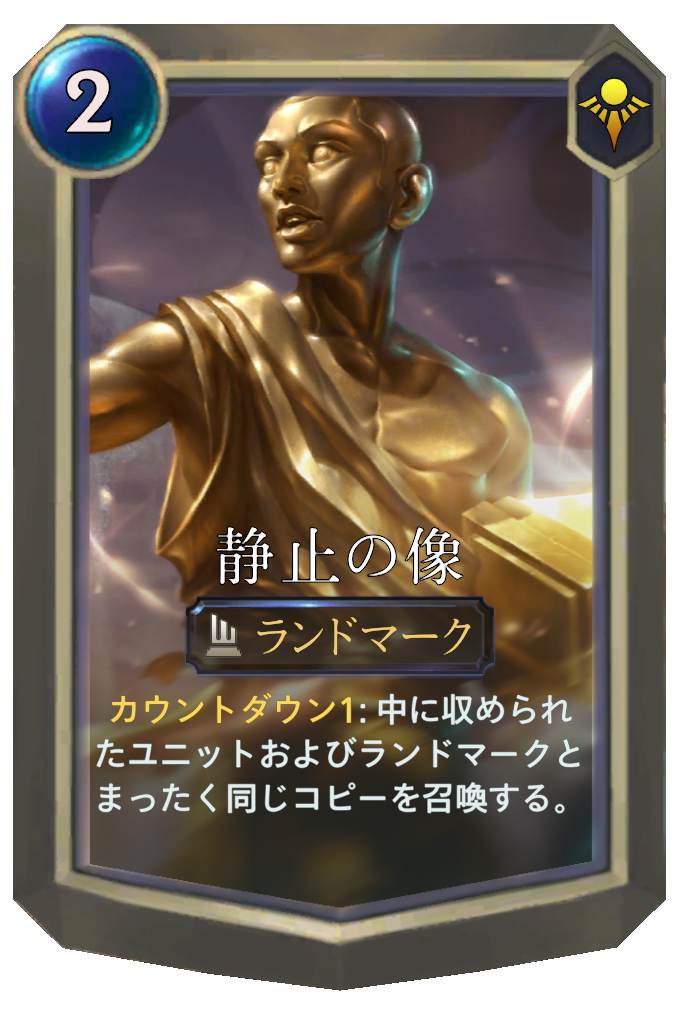 2
静止の像
ランドマーク
カウントダウン1: 中に収められ
たユニットおよびランドマークと
まったく同じコピーを召喚する。